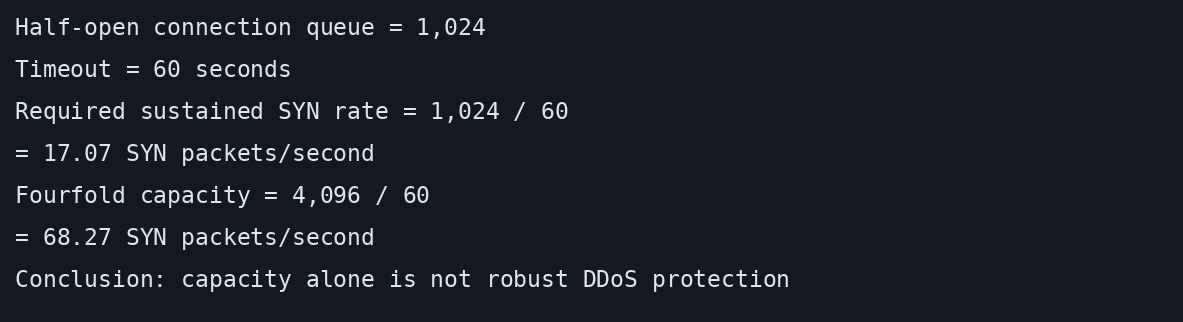 Half-open connection queue = 1,024
Timeout = 60 seconds
Required sustained SYN rate = 1,024 / 60
= 17.07 SYN packets/second
Fourfold capacity = 4,096 / 60
= 68.27 SYN packets/second
Conclusion: capacity alone is not robust DDoS protection